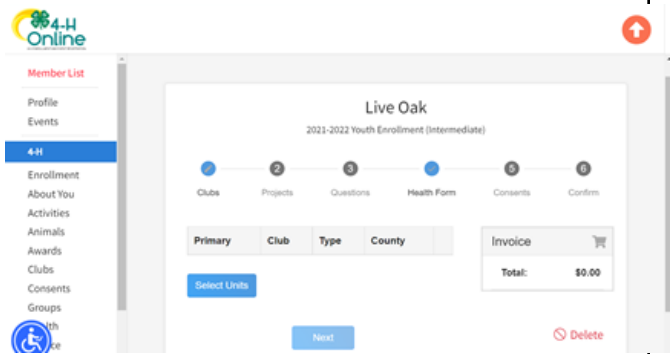 4-H
Online
Member List
Profile
Events
4-H
Enrollment
About You
Activities
Animals
Awards
Clubs
Consents
Groups
Live Oak
2021-2022 Youth Enrollment (Intermediate)
2 3 5 6
Clubs Projects Questions Health Form Consents Confirm
Primary Club Type County
Invoice
Total: $0.00
Select Units
Next
Delete